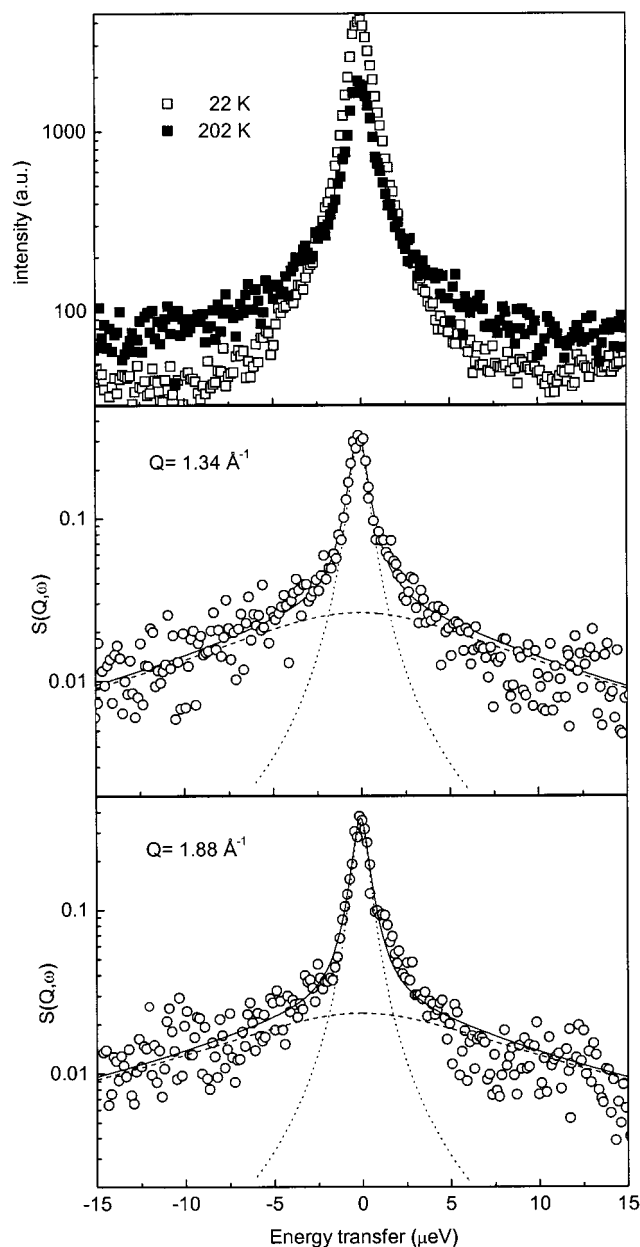 22 K
202 K
1000
100
intensity (a.u.)
Q= 1.34 Å⁻¹
0.1
0.01
S(Q,ω)
Q= 1.88 Å⁻¹
0.1
0.01
S(Q,ω)
-15 -10 -5 0 5 10 15
Energy transfer (μeV)